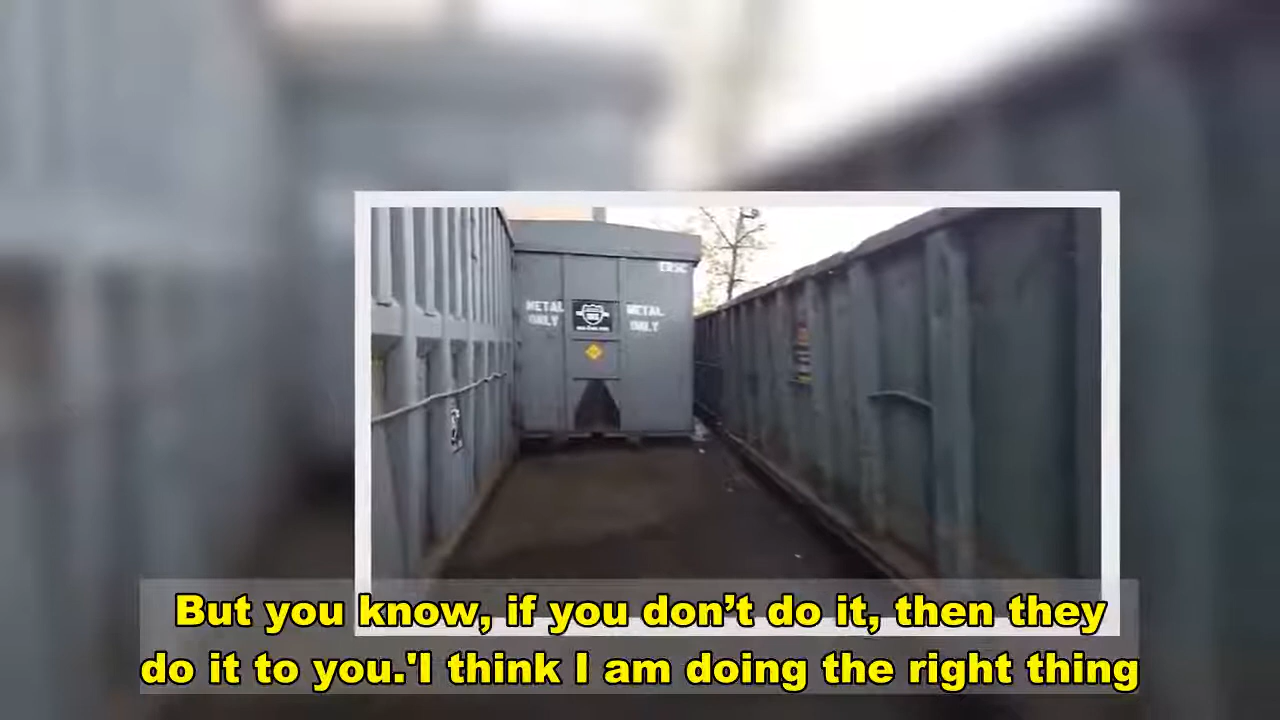 METAL
ONLY
METAL
ONLY
But you know, if you don’t do it, then they
do it to you.'I think I am doing the right thing